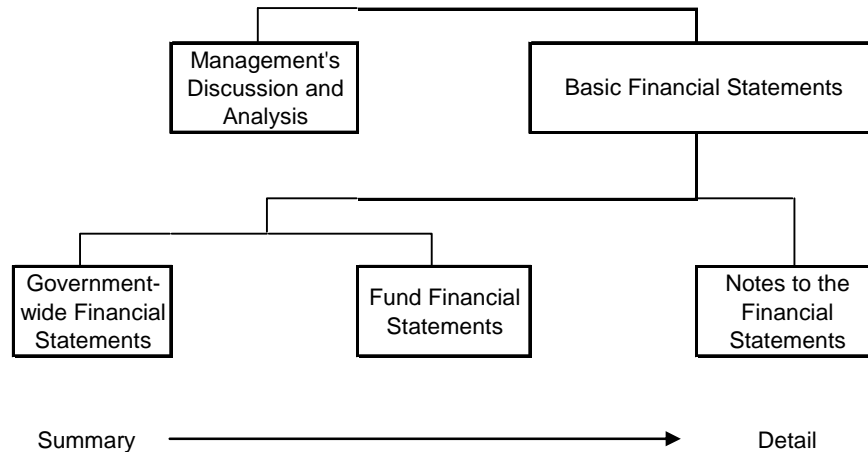 Management's
Discussion and
Analysis
Basic Financial Statements
Government-
wide Financial
Statements
Fund Financial
Statements
Notes to the
Financial
Statements
Summary
Detail